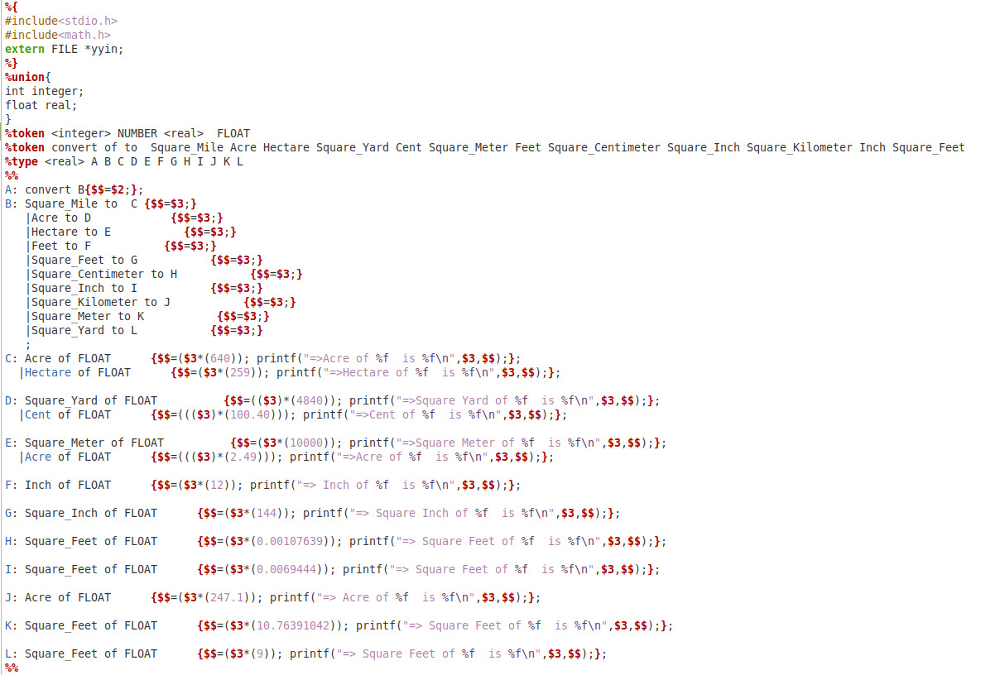 %{
#include<stdio.h>
#include<math.h>
extern FILE *yyin;
%}
%union{
int integer;
float real;
}
%token <integer> NUMBER <real>  FLOAT
%token convert of to  Square_Mile Acre Hectare Square_Yard Cent Square_Meter Feet Square_Centimeter Square_Inch Square_Kilometer Inch Square_Feet
%type <real> A B C D E F G H I J K L
%%
A: convert B{$$=$2;};
B: Square_Mile to  C {$$=$3;}
   |Acre to D            {$$=$3;}
   |Hectare to E           {$$=$3;}
   |Feet to F           {$$=$3;}
   |Square_Feet to G           {$$=$3;}
   |Square_Centimeter to H           {$$=$3;}
   |Square_Inch to I           {$$=$3;}
   |Square_Kilometer to J           {$$=$3;}
   |Square_Meter to K           {$$=$3;}
   |Square_Yard to L           {$$=$3;}
   ;
C: Acre of FLOAT      {$$=($3*(640)); printf("=>Acre of %f  is %f\n",$3,$$);};
  |Hectare of FLOAT      {$$=($3*(259)); printf("=>Hectare of %f  is %f\n",$3,$$);};

D: Square_Yard of FLOAT          {$$=(($3)*(4840)); printf("=>Square Yard of %f  is %f\n",$3,$$);};
  |Cent of FLOAT      {$$=((($3)*(100.40))); printf("=>Cent of %f  is %f\n",$3,$$);};

E: Square_Meter of FLOAT          {$$=($3*(10000)); printf("=>Square Meter of %f  is %f\n",$3,$$);};
  |Acre of FLOAT      {$$=((($3)*(2.49))); printf("=>Acre of %f  is %f\n",$3,$$);};

F: Inch of FLOAT      {$$=($3*(12)); printf("=> Inch of %f  is %f\n",$3,$$);};

G: Square_Inch of FLOAT      {$$=($3*(144)); printf("=> Square Inch of %f  is %f\n",$3,$$);};

H: Square_Feet of FLOAT      {$$=($3*(0.00107639)); printf("=> Square Feet of %f  is %f\n",$3,$$);};

I: Square_Feet of FLOAT      {$$=($3*(0.0069444)); printf("=> Square Feet of %f  is %f\n",$3,$$);};

J: Acre of FLOAT      {$$=($3*(247.1)); printf("=> Acre of %f  is %f\n",$3,$$);};

K: Square_Feet of FLOAT      {$$=($3*(10.76391042)); printf("=> Square Feet of %f  is %f\n",$3,$$);};

L: Square_Feet of FLOAT      {$$=($3*(9)); printf("=> Square Feet of %f  is %f\n",$3,$$);};
%%